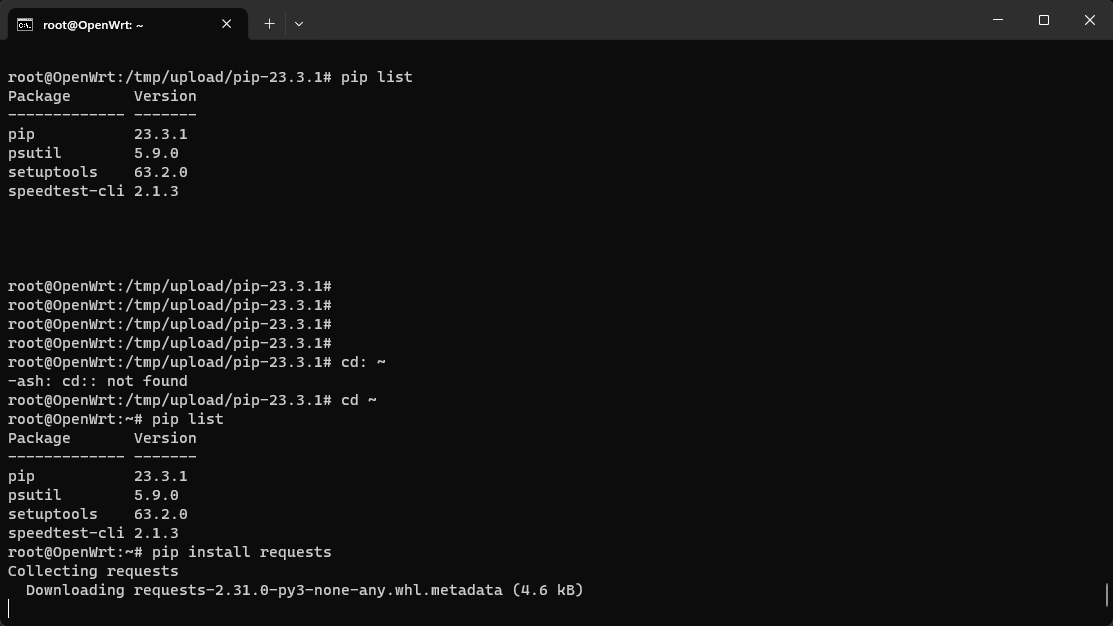 root@OpenWrt: ~
root@OpenWrt:/tmp/upload/pip-23.3.1# pip list
Package       Version
------------- -------
pip           23.3.1
psutil        5.9.0
setuptools    63.2.0
speedtest-cli 2.1.3
root@OpenWrt:/tmp/upload/pip-23.3.1#
root@OpenWrt:/tmp/upload/pip-23.3.1#
root@OpenWrt:/tmp/upload/pip-23.3.1#
root@OpenWrt:/tmp/upload/pip-23.3.1#
root@OpenWrt:/tmp/upload/pip-23.3.1# cd: ~
-ash: cd:: not found
root@OpenWrt:/tmp/upload/pip-23.3.1# cd ~
root@OpenWrt:~# pip list
Package       Version
------------- -------
pip           23.3.1
psutil        5.9.0
setuptools    63.2.0
speedtest-cli 2.1.3
root@OpenWrt:~# pip install requests
Collecting requests
  Downloading requests-2.31.0-py3-none-any.whl.metadata (4.6 kB)